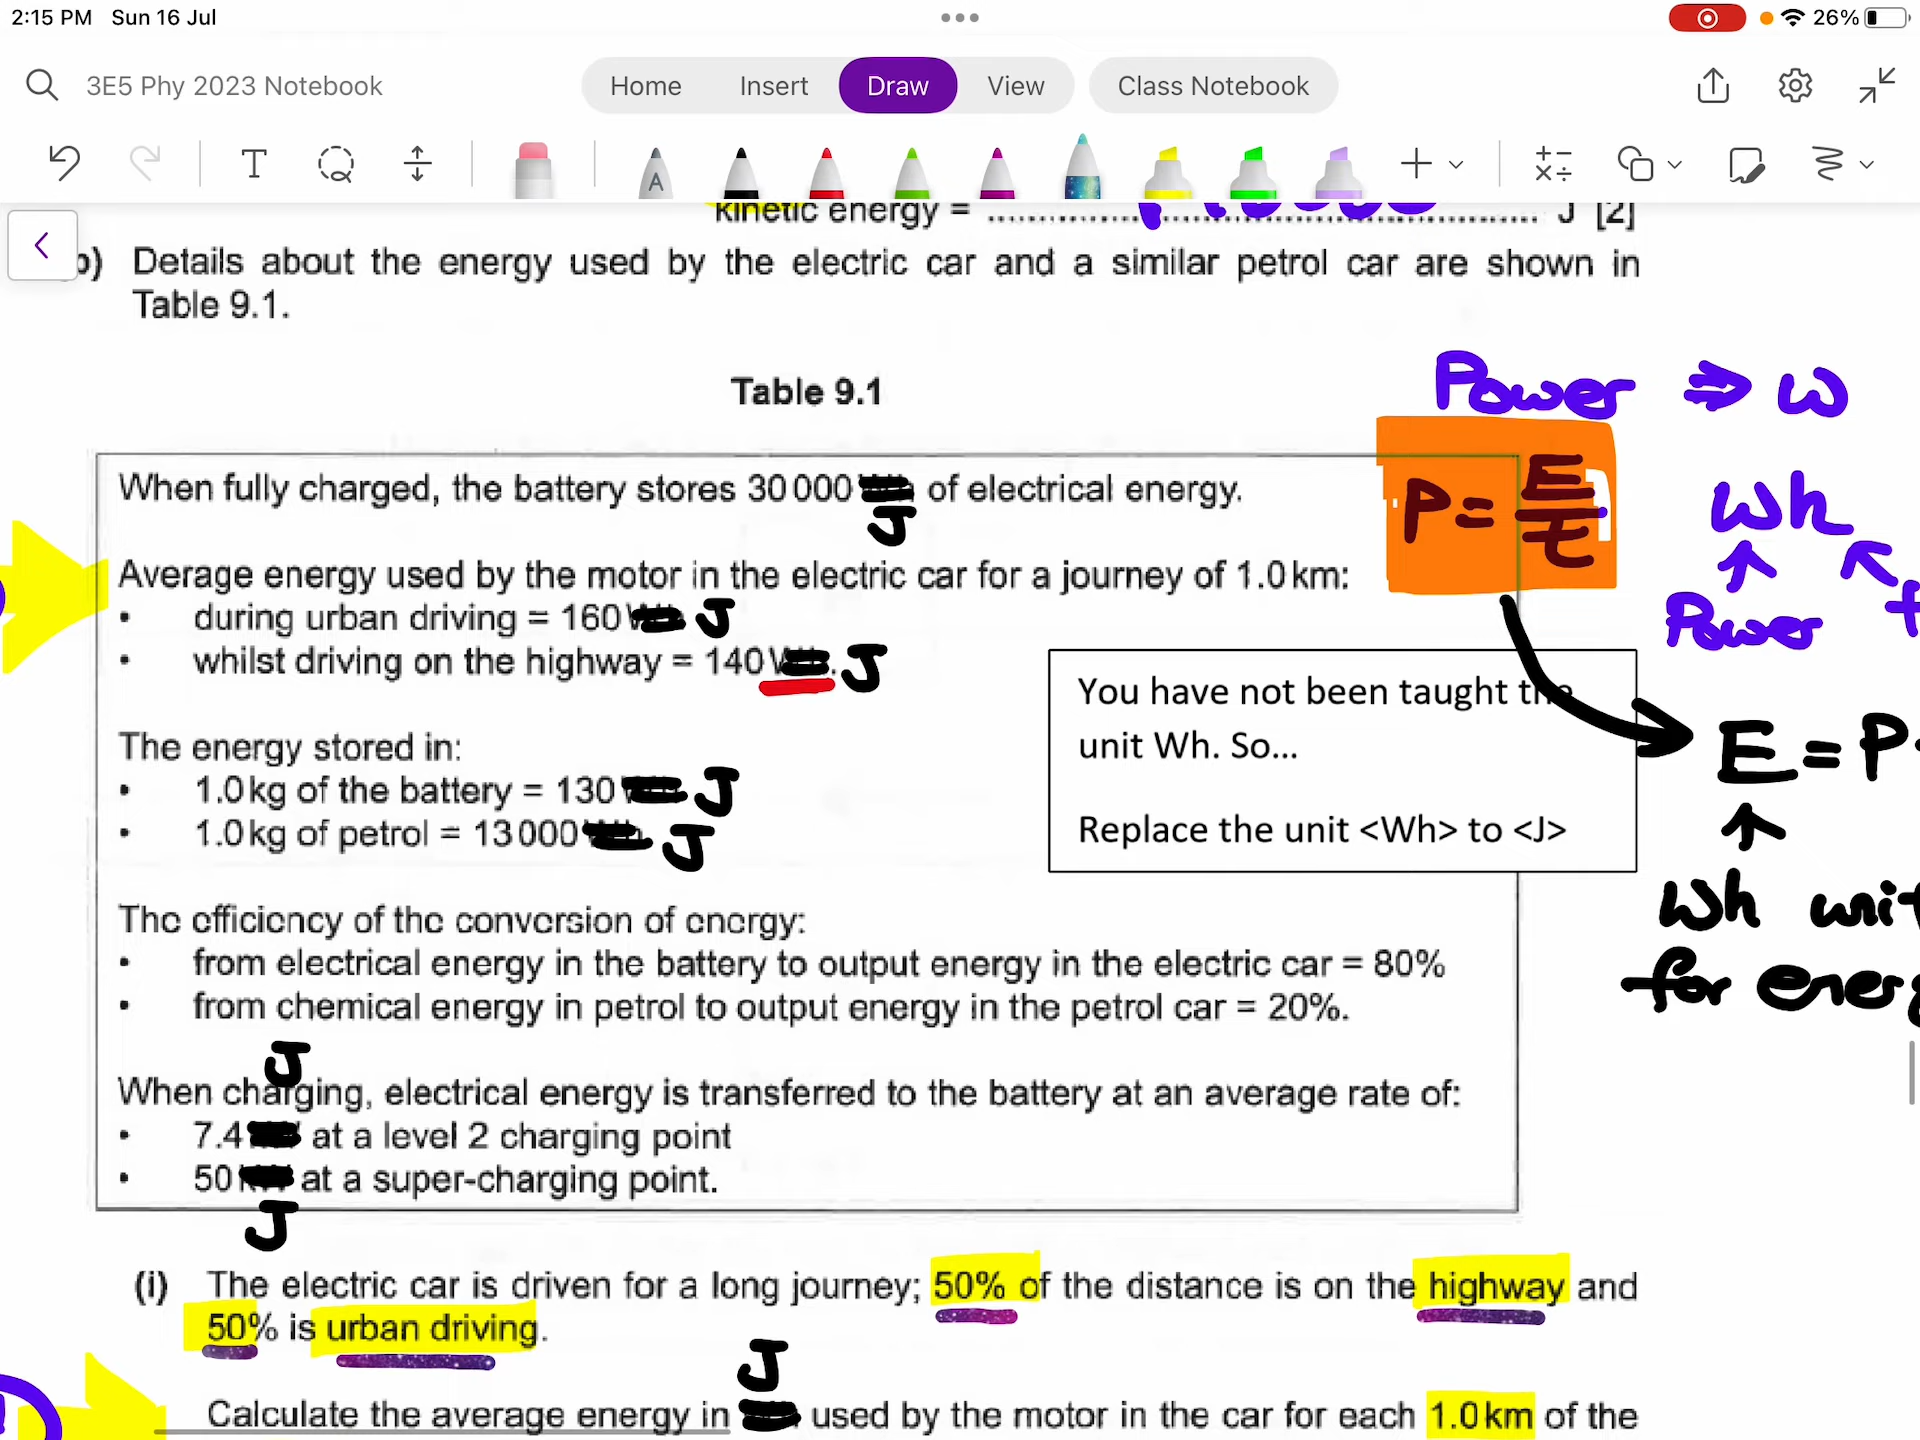 2:15 PM Sun 16 Jul
26%
3E5 Phy 2023 Notebook
Home Insert Draw View Class Notebook
T
A
kinetic energy = J [2]
b) Details about the energy used by the electric car and a similar petrol car are shown in
Table 9.1.
Table 9.1
Power ⇒ W
When fully charged, the battery stores 30 000 of electrical energy.
J
P = E/t
Wh
Average energy used by the motor in the electric car for a journey of 1.0 km:
• during urban driving = 160 J
Power
• whilst driving on the highway = 140 J
You have not been taught the
unit Wh. So...
Replace the unit <Wh> to <J>
E = P
The energy stored in:
• 1.0 kg of the battery = 130 J
• 1.0 kg of petrol = 13 000 J
Wh unit
for energ
The efficiency of the conversion of energy:
• from electrical energy in the battery to output energy in the electric car = 80%
• from chemical energy in petrol to output energy in the petrol car = 20%.
J
When charging, electrical energy is transferred to the battery at an average rate of:
• 7.4 at a level 2 charging point
• 50 at a super-charging point.
J
(i) The electric car is driven for a long journey; 50% of the distance is on the highway and
50% is urban driving.
J
Calculate the average energy in used by the motor in the car for each 1.0 km of the